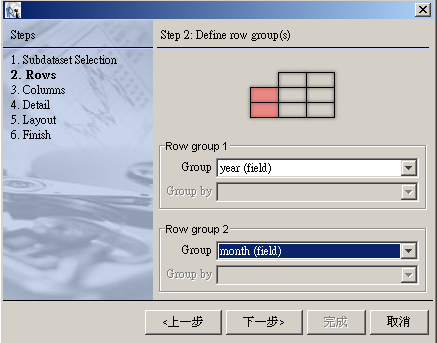 Steps
1. Subdataset Selection
2. Rows
3. Columns
4. Detail
5. Layout
6. Finish
Step 2: Define row group(s)
Row group 1
Group year (field)
Group by
Row group 2
Group month (field)
Group by
<上一步 下一步> 完成 取消